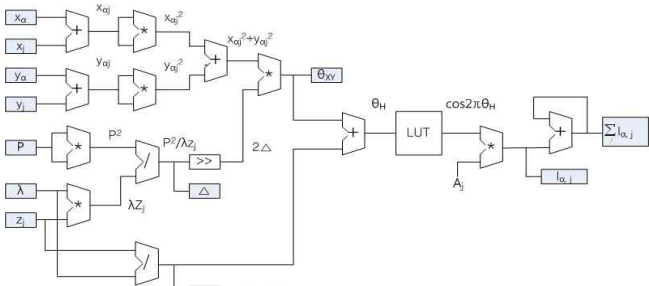 xα xαj xαj²
+ *
xj xαj²+yαj²
+
yα yαj yαj² * θXY
+ *
yj θH cos2πθH
P P² P²/λzj 2△ + LUT * + ∑Iα, j
* / >>
λ △ Aj Iα, j
* λZj
zj
/